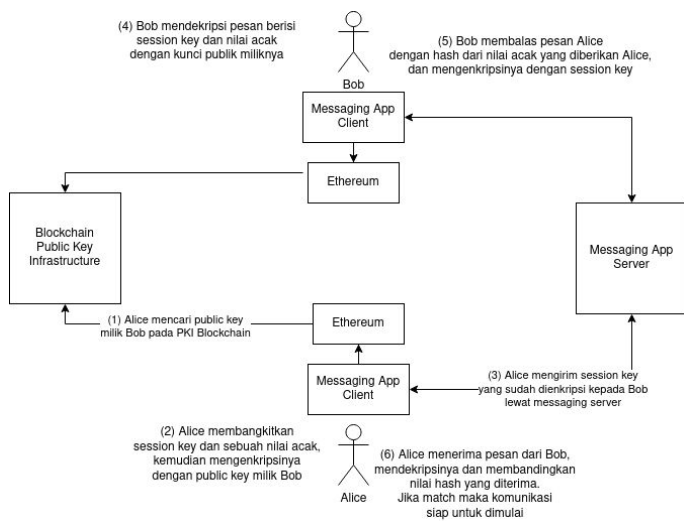 (4) Bob mendekripsi pesan berisi
session key dan nilai acak
dengan kunci publik miliknya
(5) Bob membalas pesan Alice
dengan hash dari nilai acak yang diberikan Alice,
dan mengenkripsinya dengan session key
Bob
Messaging App
Client
Ethereum
Blockchain
Public Key
Infrastructure
Messaging App
Server
(1) Alice mencari public key
milik Bob pada PKI Blockchain
Ethereum
Messaging App
Client
(3) Alice mengirim session key
yang sudah dienkripsi kepada Bob
lewat messaging server
(2) Alice membangkitkan
session key dan sebuah nilai acak,
kemudian mengenkripsinya
dengan public key milik Bob
Alice
(6) Alice menerima pesan dari Bob,
mendekripsinya dan membandingkan
nilai hash yang diterima.
Jika match maka komunikasi
siap untuk dimulai